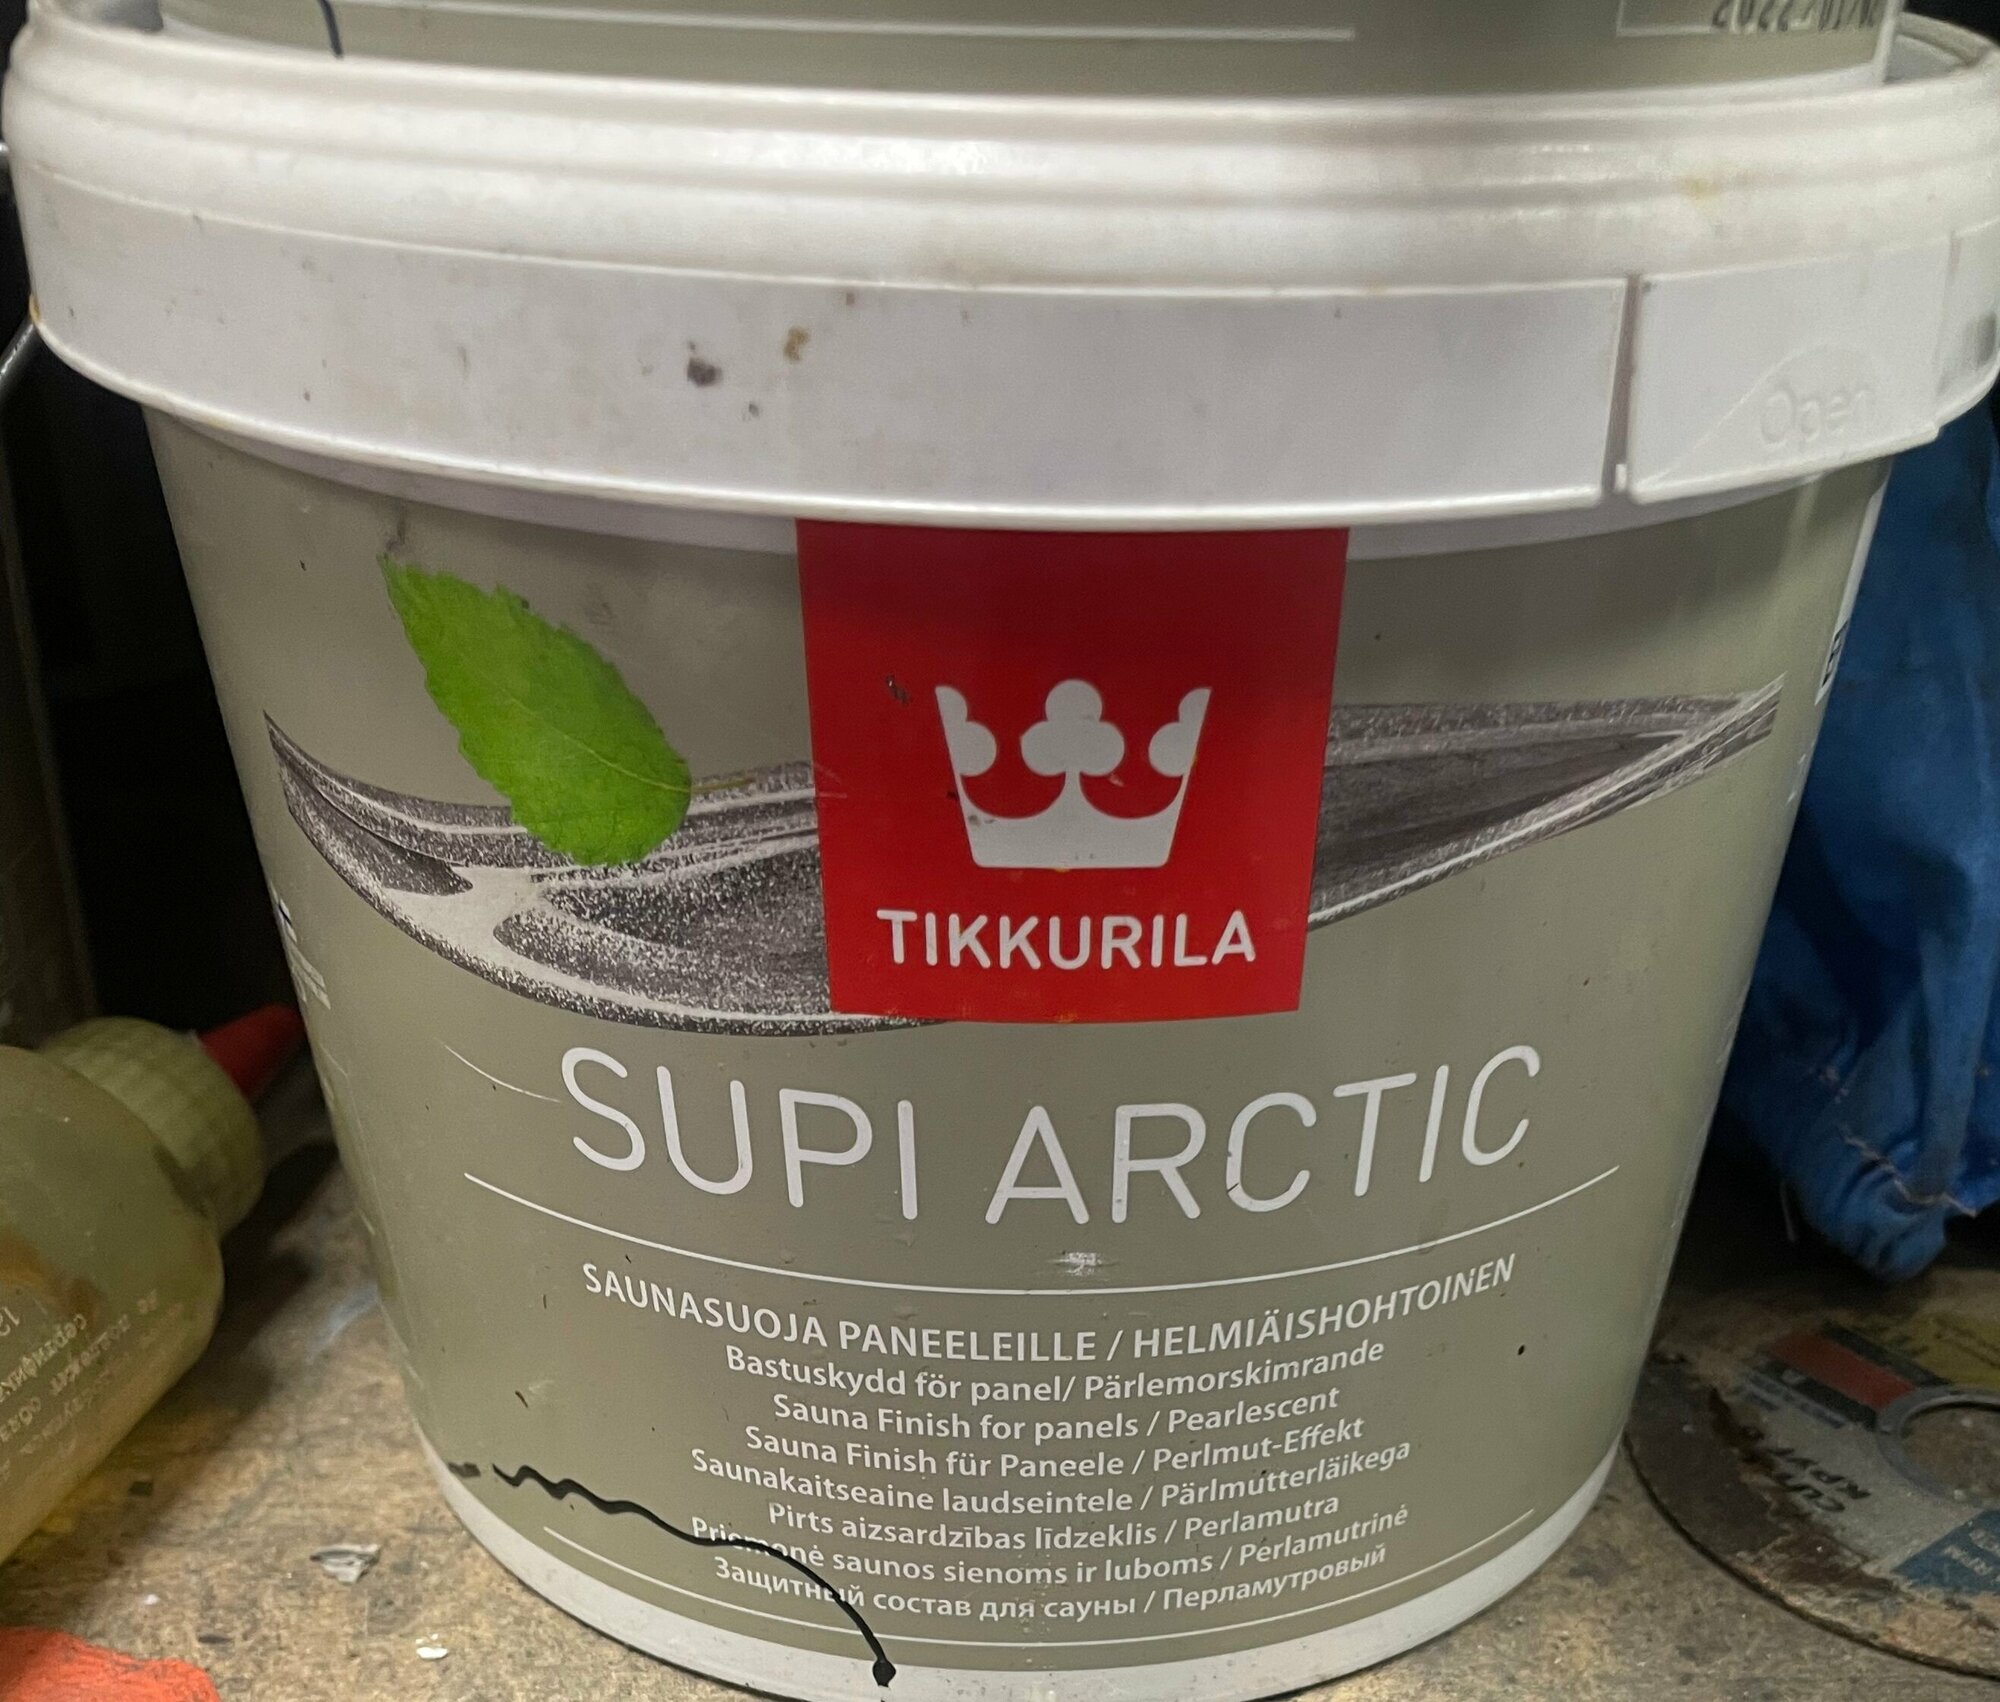 Open
TIKKURILA
SUPI ARCTIC
SAUNASUOJA PANEELEILLE / HELMIÄISHOHTOINEN
Bastuskydd för panel/ Pärlemorskimrande
Sauna Finish for panels / Pearlescent
Sauna Finish für Paneele / Perlmut-Effekt
Saunakaitseaine laudseintele / Pärlmutterläikega
Pirts aizsardzības līdzeklis / Perlamutra
Priemonė saunos sienoms ir luboms / Perlamutrinė
Защитный состав для сауны / Перламутровый